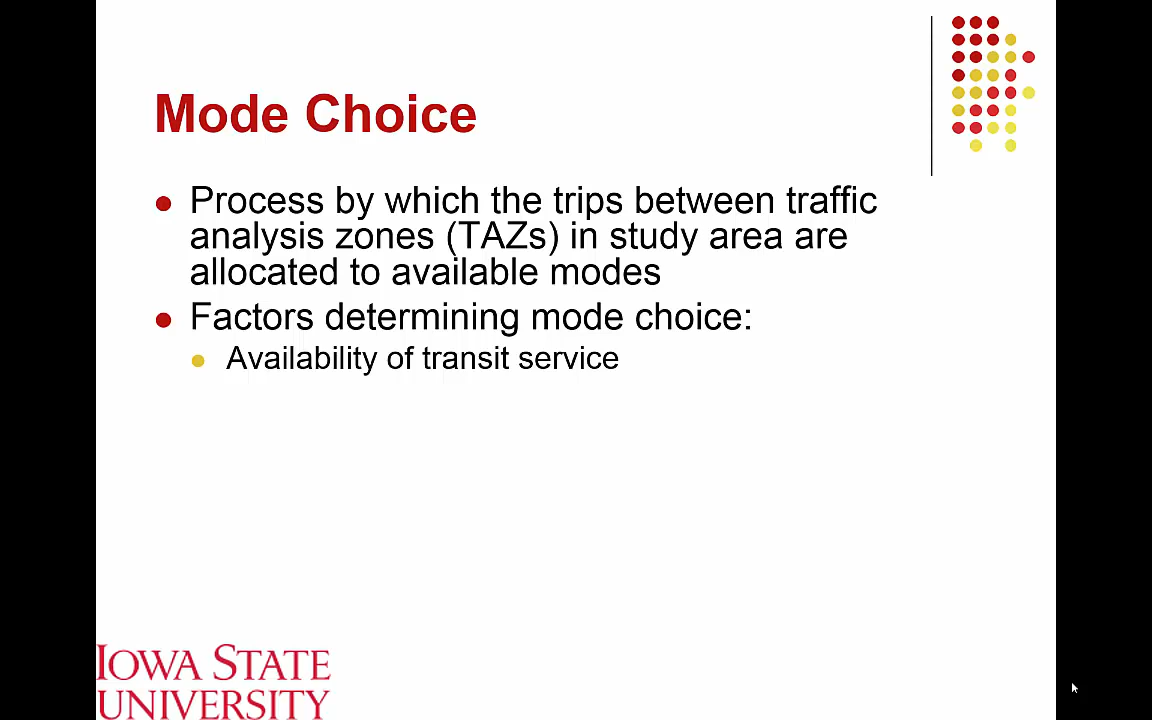 Mode Choice
Process by which the trips between traffic
analysis zones (TAZs) in study area are
allocated to available modes
Factors determining mode choice:
Availability of transit service
IOWA STATE
UNIVERSITY